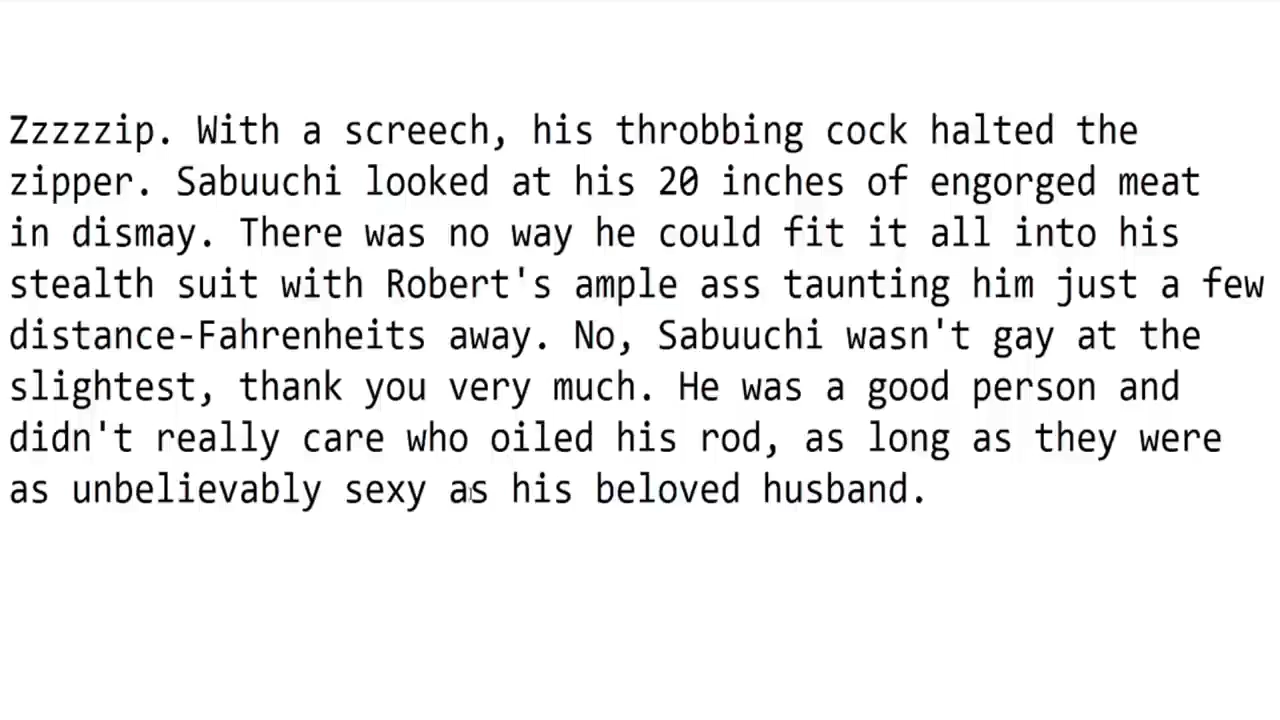 Zzzzzip. With a screech, his throbbing cock halted the
zipper. Sabuuchi looked at his 20 inches of engorged meat
in dismay. There was no way he could fit it all into his
stealth suit with Robert's ample ass taunting him just a few
distance-Fahrenheits away. No, Sabuuchi wasn't gay at the
slightest, thank you very much. He was a good person and
didn't really care who oiled his rod, as long as they were
as unbelievably sexy as his beloved husband.